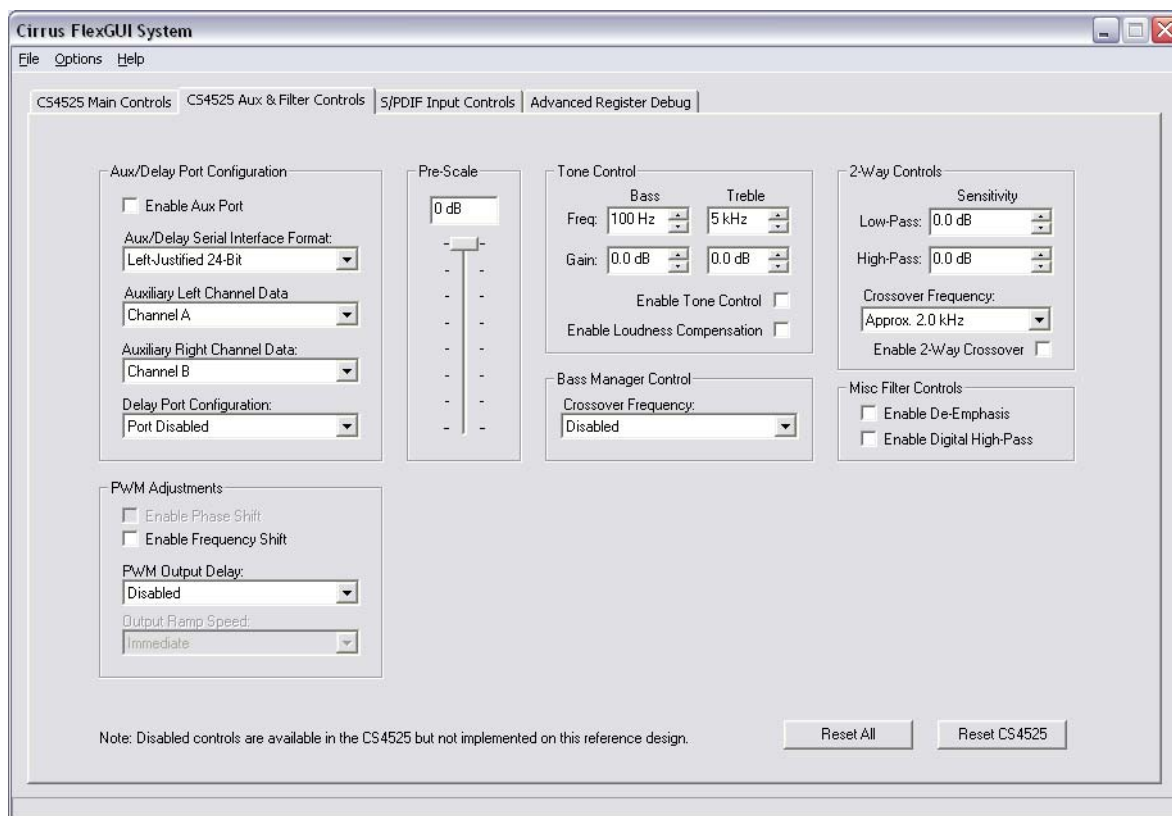 Cirrus FlexGUI System
File Options Help
CS4525 Main Controls CS4525 Aux & Filter Controls S/PDIF Input Controls Advanced Register Debug
Aux/Delay Port Configuration
Enable Aux Port
Aux/Delay Serial Interface Format:
Left-Justified 24-Bit
Auxiliary Left Channel Data
Channel A
Auxiliary Right Channel Data:
Channel B
Delay Port Configuration:
Port Disabled
Pre-Scale
0 dB
Tone Control
Bass Treble
Freq: 100 Hz 5 kHz
Gain: 0.0 dB 0.0 dB
Enable Tone Control
Enable Loudness Compensation
Bass Manager Control
Crossover Frequency:
Disabled
2-Way Controls
Sensitivity
Low-Pass: 0.0 dB
High-Pass: 0.0 dB
Crossover Frequency:
Approx. 2.0 kHz
Enable 2-Way Crossover
Misc Filter Controls
Enable De-Emphasis
Enable Digital High-Pass
PWM Adjustments
Enable Phase Shift
Enable Frequency Shift
PWM Output Delay:
Disabled
Output Ramp Speed:
Immediate
Note: Disabled controls are available in the CS4525 but not implemented on this reference design.
Reset All Reset CS4525